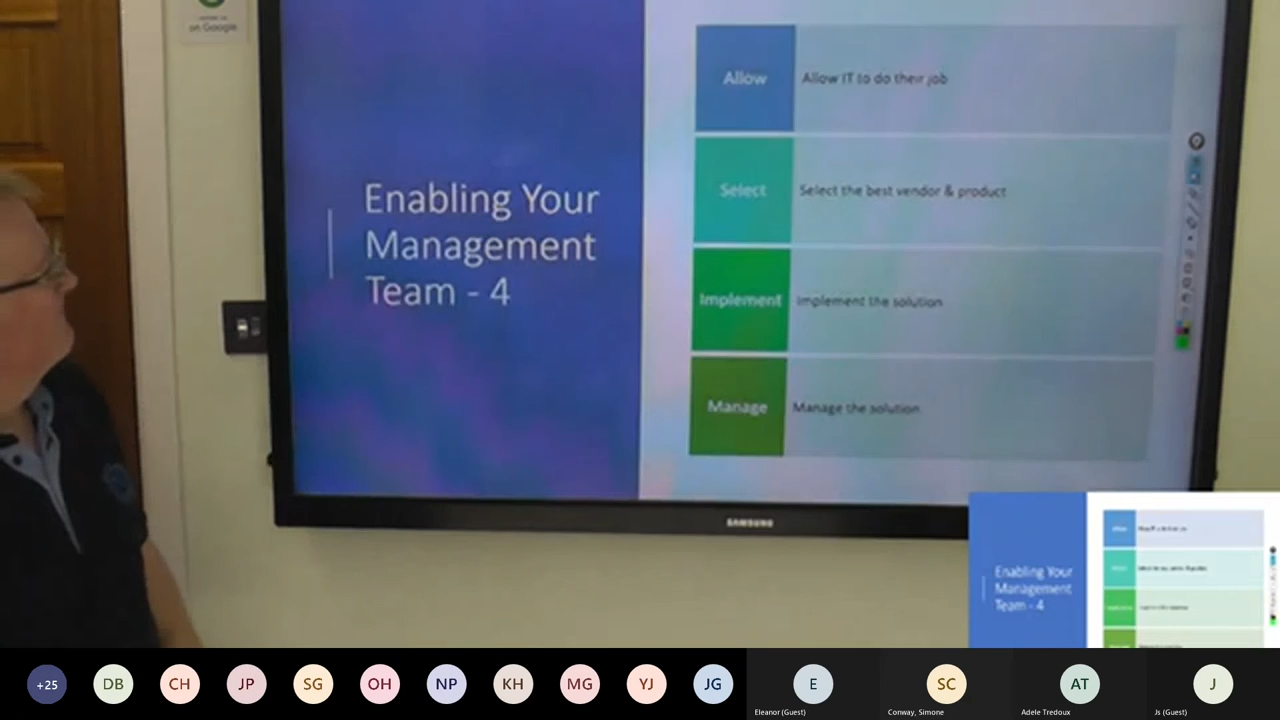 on Google
Enabling Your
Management
Team - 4
Allow
Allow IT to do their job
Select
Select the best vendor & product
Implement
Implement the solution
Manage
Manage the solution
SAMSUNG
Enabling Your
Management
Team - 4
+25
DB
CH
JP
SG
OH
NP
KH
MG
YJ
JG
E
Eleanor (Guest)
SC
Conway, Simone
AT
Adele Tredoux
J
Js (Guest)